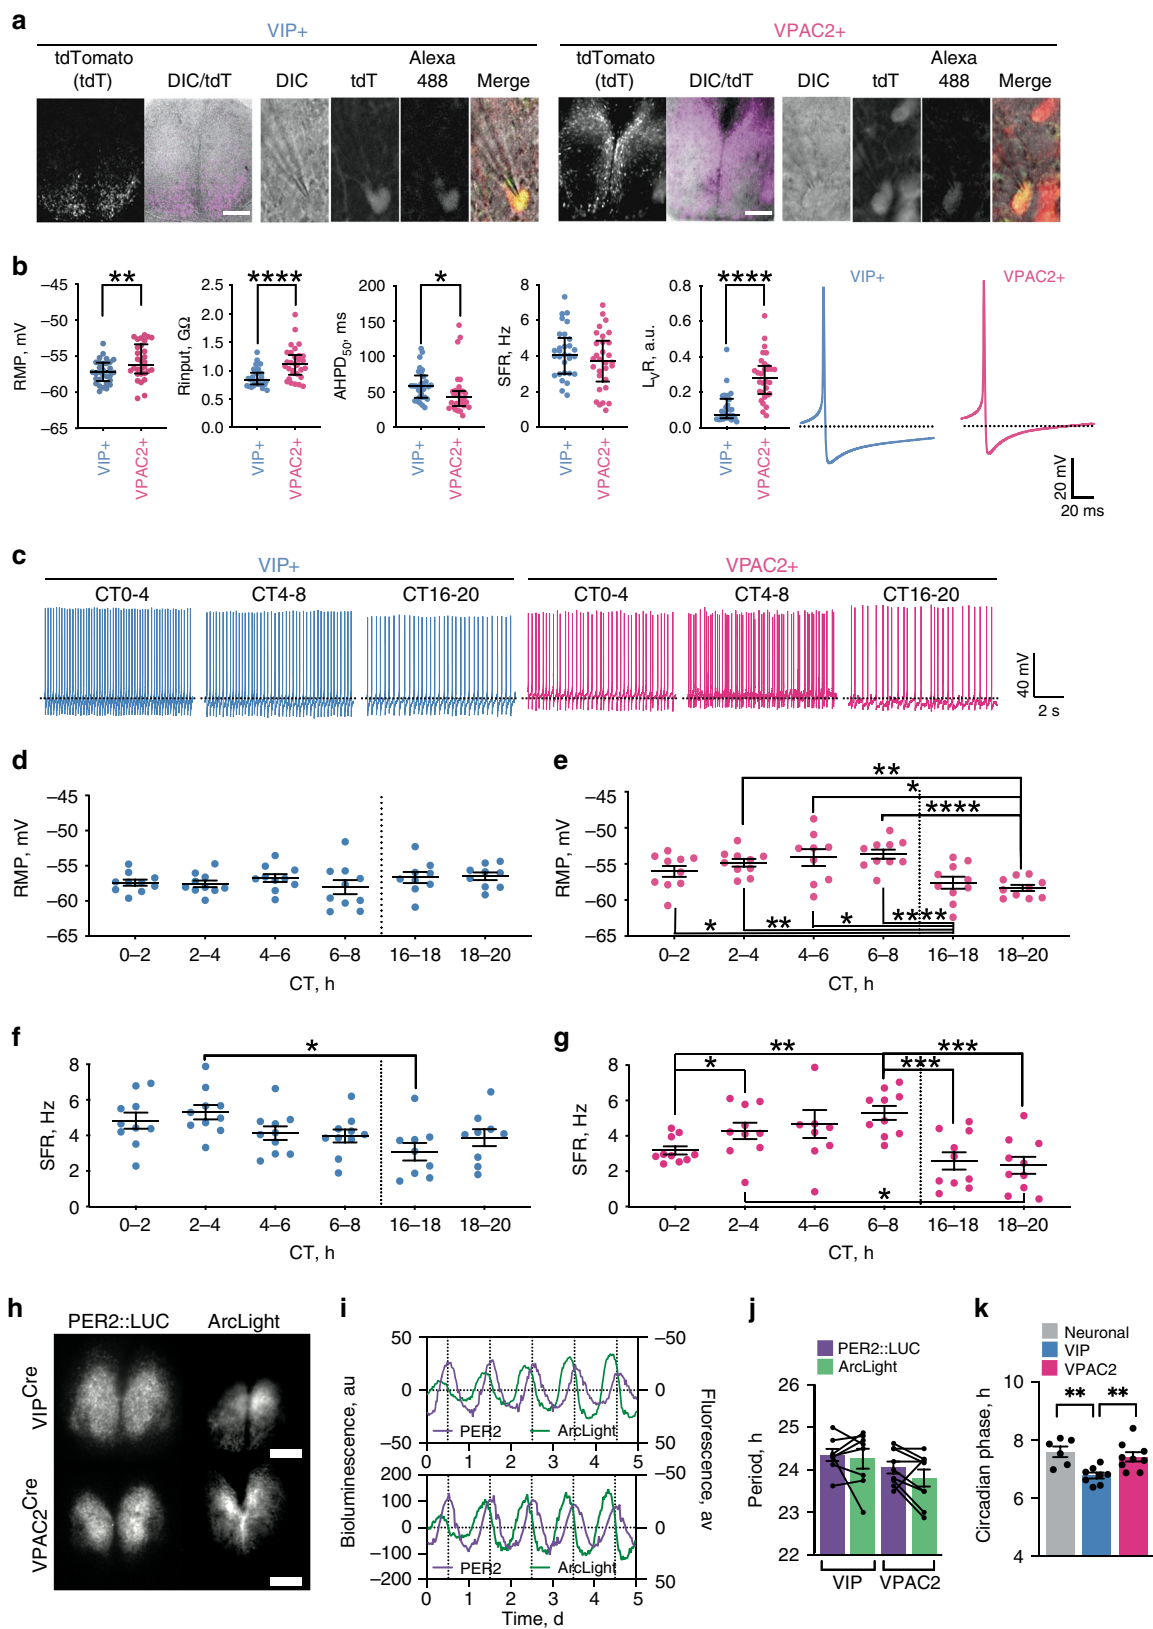 a
VIP+
VPAC2+
tdTomato (tdT)
DIC/tdT
DIC
tdT
Alexa 488
Merge
tdTomato (tdT)
DIC/tdT
DIC
tdT
Alexa 488
Merge
b
RMP, mV
−45
−50
−55
−60
−65
**
VIP+
VPAC2+
Rinput, GΩ
2.5
2.0
1.5
1.0
0.5
0.0
****
VIP+
VPAC2+
AHPD50, ms
200
150
100
50
0
*
VIP+
VPAC2+
SFR, Hz
8
6
4
2
0
VIP+
VPAC2+
LVR, a.u.
0.8
0.6
0.4
0.2
0.0
****
VIP+
VPAC2+
VIP+
VPAC2+
20 mV
20 ms
c
VIP+
VPAC2+
CT0-4
CT4-8
CT16-20
CT0-4
CT4-8
CT16-20
40 mV
2 s
d
RMP, mV
−45
−50
−55
−60
−65
0–2 2–4 4–6 6–8 16–18 18–20
CT, h
e
RMP, mV
−45
−50
−55
−60
−65
**
*
****
* ** * ****
0–2 2–4 4–6 6–8 16–18 18–20
CT, h
f
SFR, Hz
8
6
4
2
0
*
0–2 2–4 4–6 6–8 16–18 18–20
CT, h
g
SFR, Hz
8
6
4
2
0
** ***
* ***
*
0–2 2–4 4–6 6–8 16–18 18–20
CT, h
h
PER2::LUC
ArcLight
VIPCre
VPAC2Cre
i
Bioluminescence, au
50
0
−50
−50
0
50
PER2
ArcLight
200
100
0
−100
−200
−50
0
50
PER2
ArcLight
0 1 2 3 4 5
Time, d
Fluorescence, av
j
PER2::LUC
ArcLight
Period, h
26
25
24
23
22
VIP
VPAC2
k
Neuronal
VIP
VPAC2
Circadian phase, h
10
8
6
4
** **